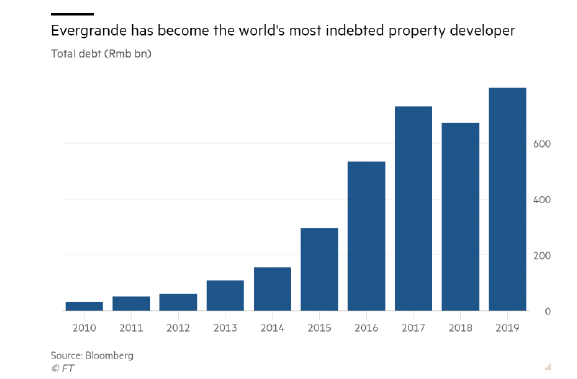 Evergrande has become the world's most indebted property developer
Total debt (Rmb bn)
600
400
200
0
2010 2011 2012 2013 2014 2015 2016 2017 2018 2019
Source: Bloomberg
© FT